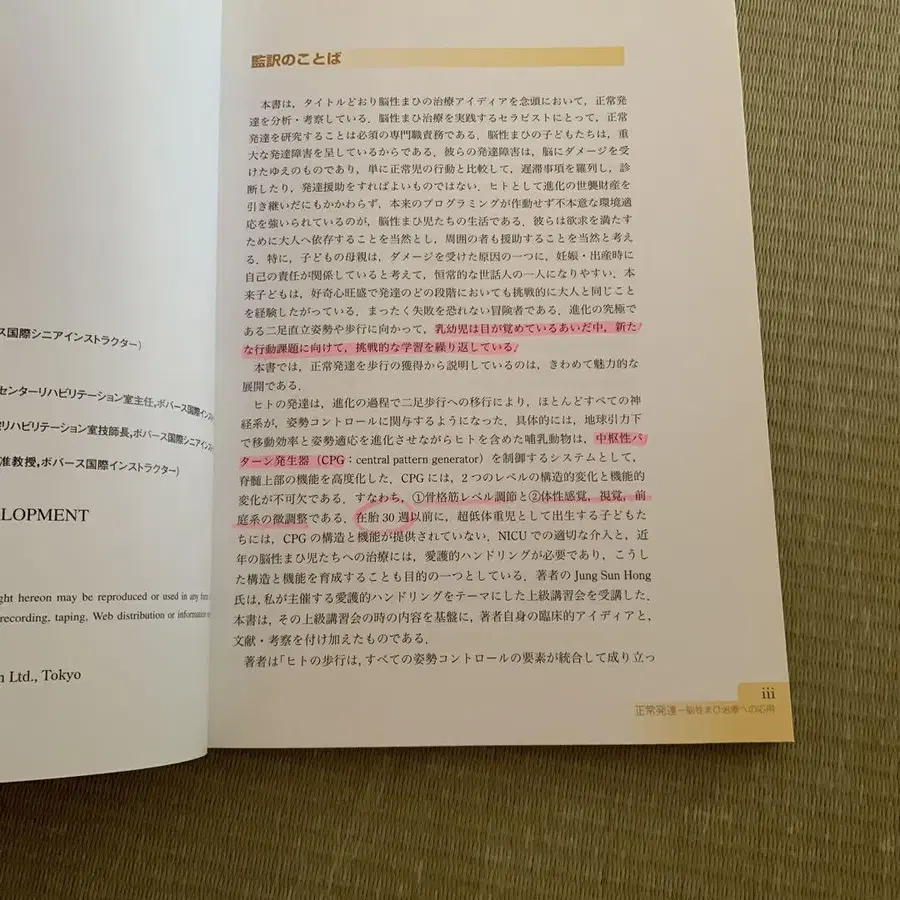 ス国際シニアインストラクター)
センターリハビリテーション室主任,ボバース国際インス
リハビリテーション室技師長,ボバース国際シニアインス
准教授,ボバース国際インストラクター)
LOPMENT
ght hereon may be reproduced or used in any form
recording, taping, Web distribution or information
n Ltd., Tokyo
監訳のことば
本書は,タイトルどおり脳性まひの治療アイディアを念頭において,正常発
達を分析・考察している.脳性まひ治療を実践するセラピストにとって,正常
発達を研究することは必須の専門職責務である.脳性まひの子どもたちは,重
大な発達障害を呈しているからである.彼らの発達障害は,脳にダメージを受
けたゆえのものであり,単に正常児の行動と比較して,遅滞事項を羅列し,診
断したり,発達援助をすればよいものではない.ヒトとして進化の世襲財産を
引き継いだにもかかわらず,本来のプログラミングが作動せず不本意な環境適
応を強いられているのが,脳性まひ児たちの生活である.彼らは欲求を満たす
ために大人へ依存することを当然とし,周囲の者も援助することを当然と考え
る.特に,子どもの母親は,ダメージを受けた原因の一つに,妊娠・出産時に
自己の責任が関係していると考えて,恒常的な世話人の一人になりやすい.本
来子どもは,好奇心旺盛で発達のどの段階においても挑戦的に大人と同じこと
を経験したがっている.まったく失敗を恐れない冒険者である.進化の究極で
ある二足直立姿勢や歩行に向かって,乳幼児は目が覚めているあいだ中,新た
な行動課題に向けて,挑戦的な学習を繰り返している.
本書では,正常発達を歩行の獲得から説明しているのは,きわめて魅力的な
展開である.
ヒトの発達は,進化の過程で二足歩行への移行により,ほとんどすべての神
経系が,姿勢コントロールに関与するようになった.具体的には,地球引力下
で移動効率と姿勢適応を進化させながらヒトを含めた哺乳動物は,中枢性パ
ターン発生器(CPG:central pattern generator)を制御するシステムとして,
脊髄上部の機能を高度化した.CPGには,2つのレベルの構造的変化と機能的
変化が不可欠である.すなわち,①骨格筋レベル調節と②体性感覚,視覚,前
庭系の微調整である.在胎30週以前に,超低体重児として出生する子どもた
ちには,CPGの構造と機能が提供されていない.NICUでの適切な介入と,近
年の脳性まひ児たちへの治療には,愛護的ハンドリングが必要であり,こうし
た構造と機能を育成することも目的の一つとしている.著者のJung Sun Hong
氏は,私が主催する愛護的ハンドリングをテーマにした上級講習会を受講した.
本書は,その上級講習会の時の内容を基盤に,著者自身の臨床的アイディアと,
文献・考察を付け加えたものである.
著者は「ヒトの歩行は,すべての姿勢コントロールの要素が統合して成り立っ
iii
正常発達−脳性まひ治療への応用